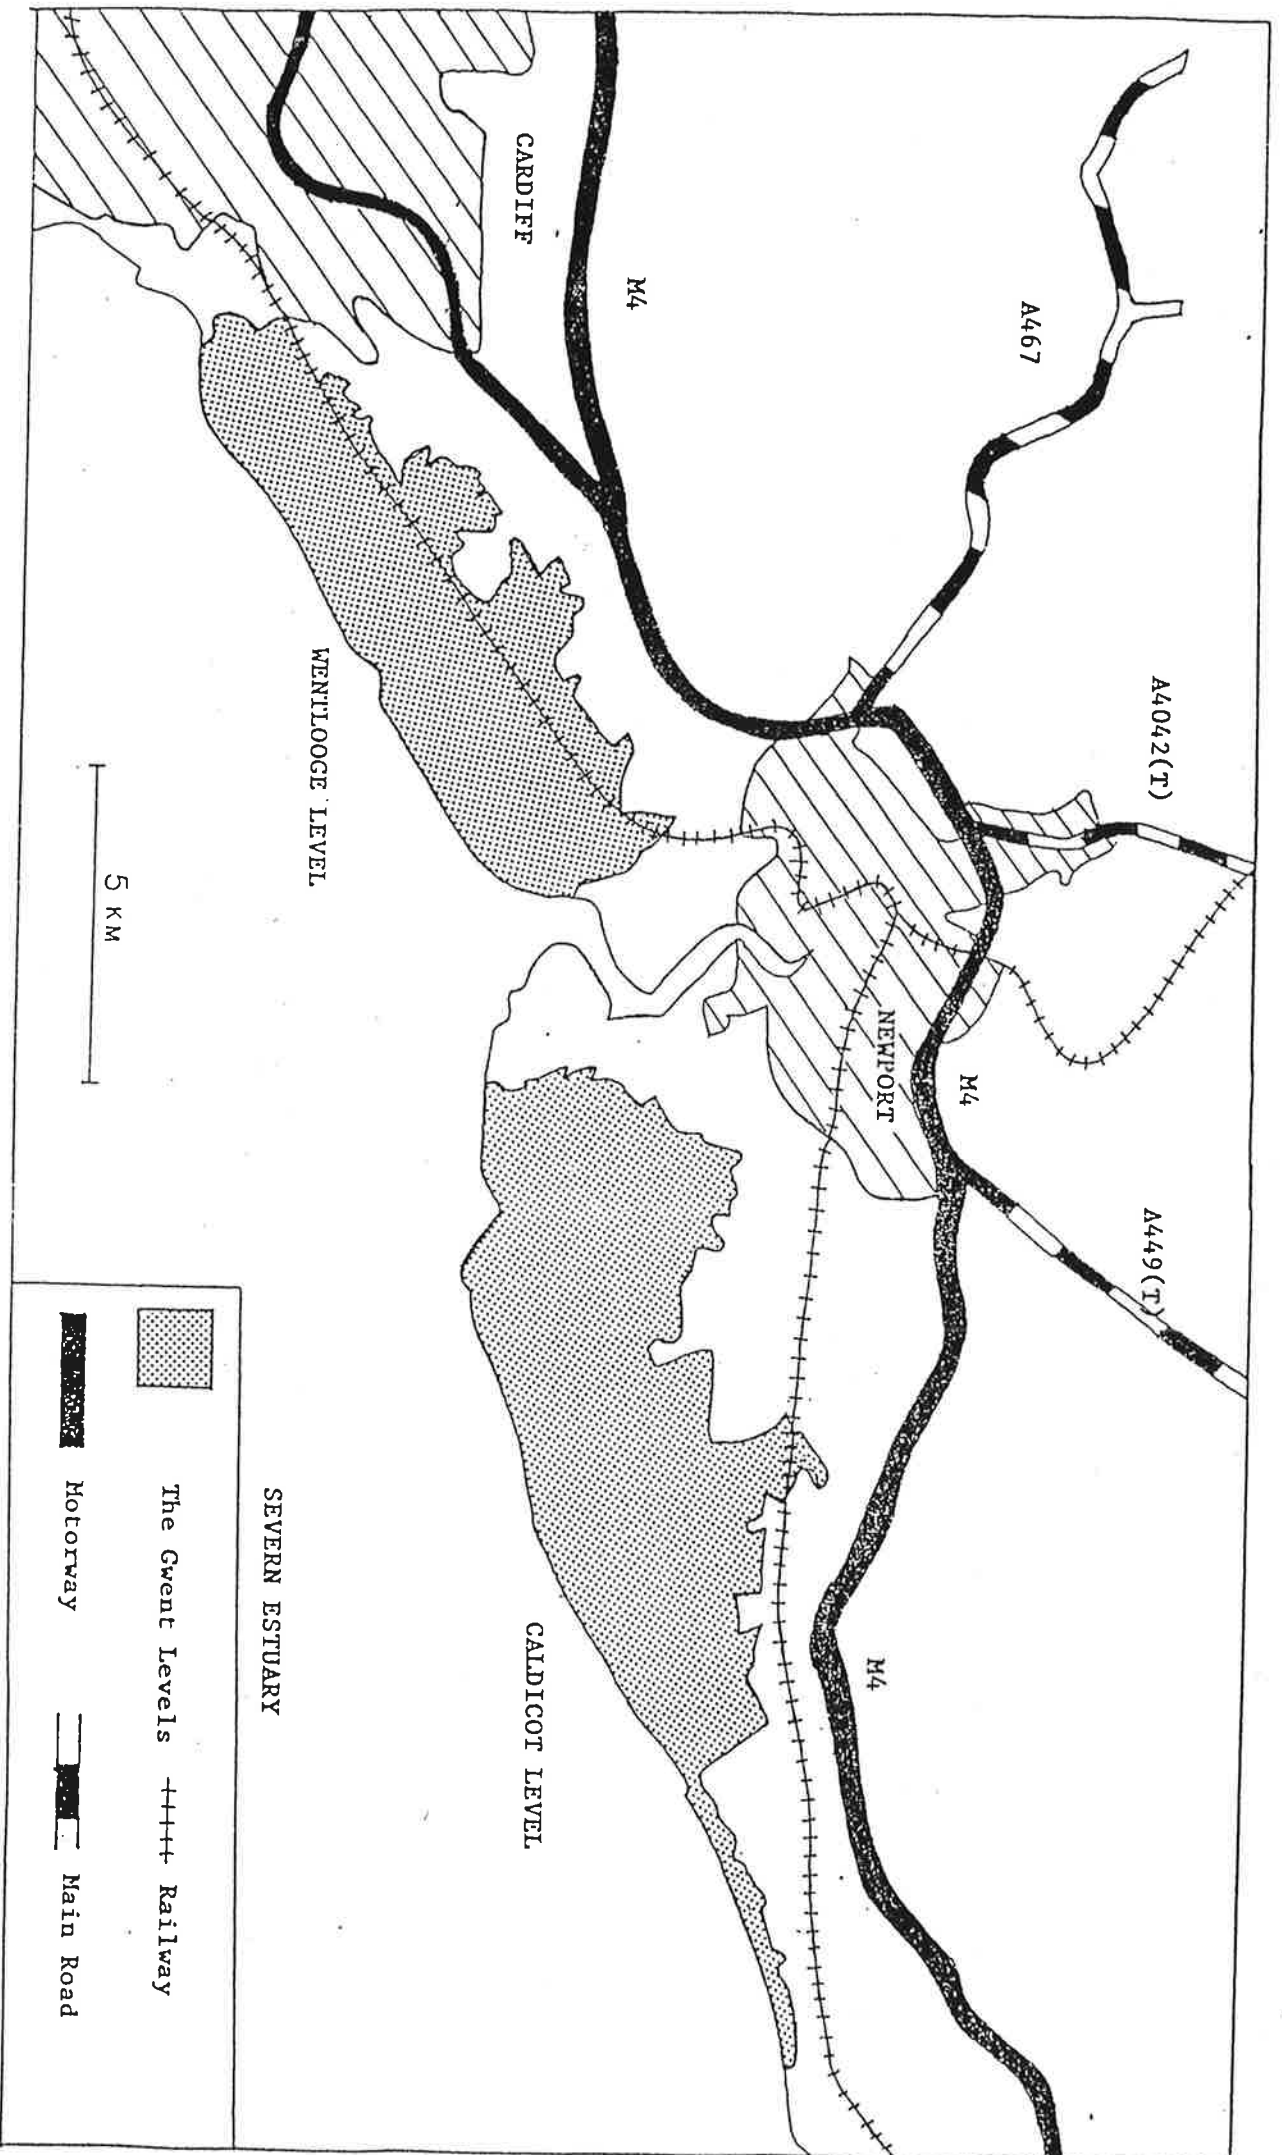 A467
A4042(T)
A449(T)
M4
CARDIFF
M4
NEWPORT
M4
WENTLOOGE LEVEL
CALDICOT LEVEL
5 KM
SEVERN ESTUARY
The Gwent Levels
Railway
Motorway
Main Road